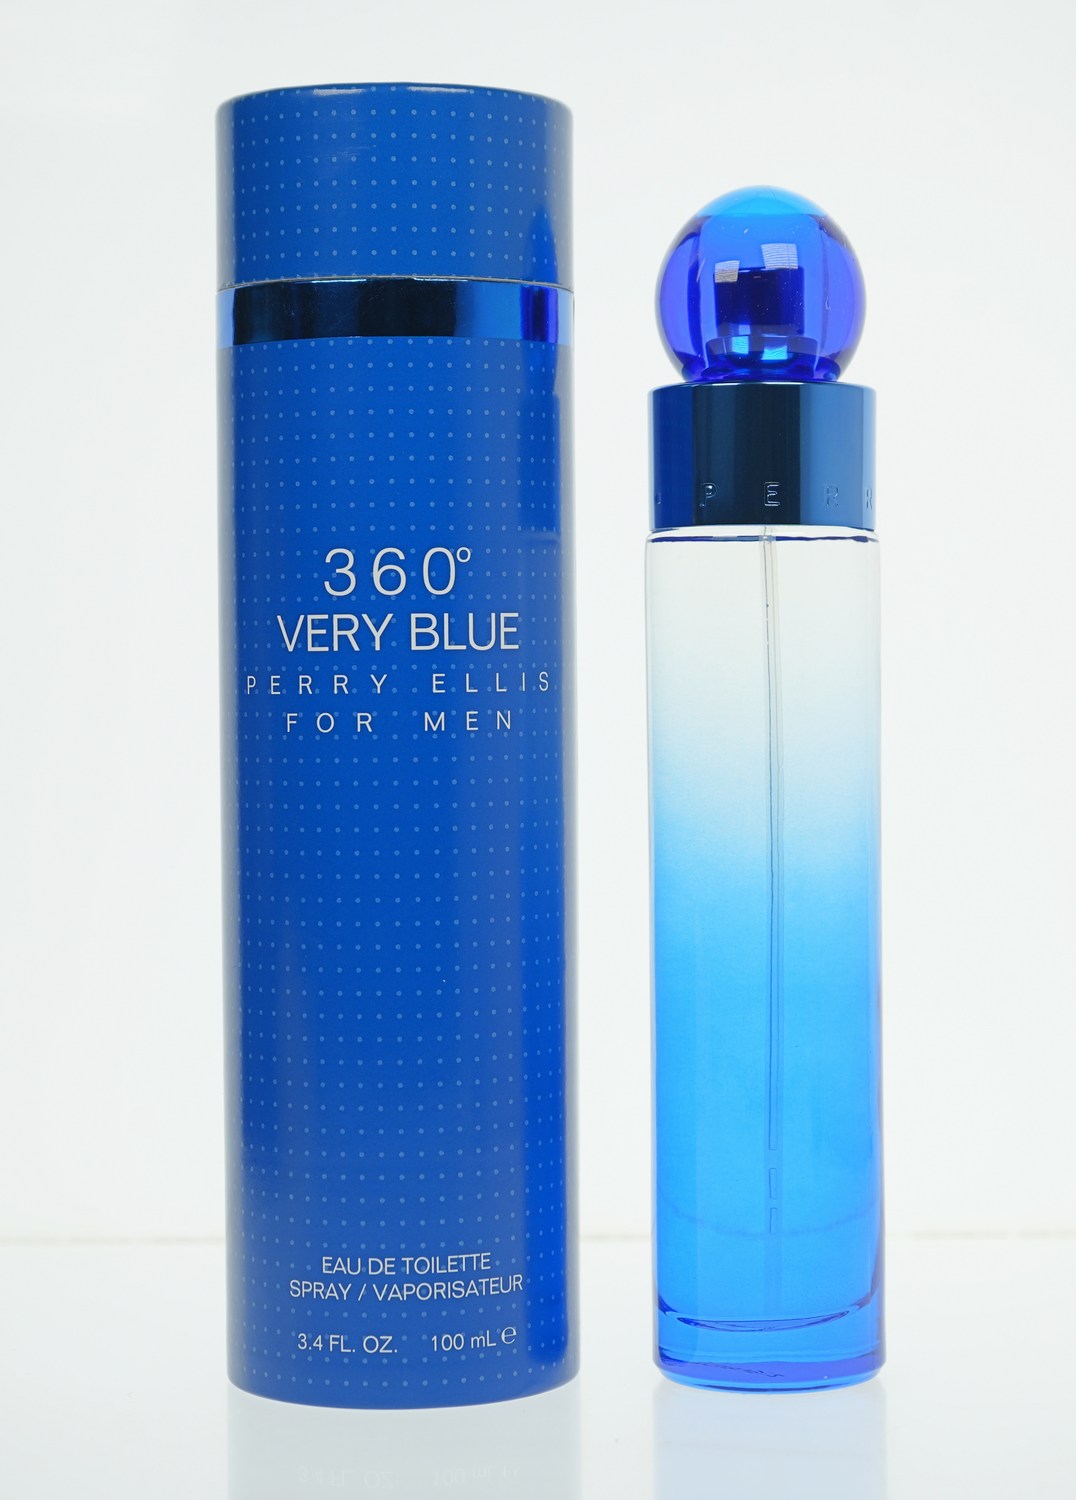 360°
VERY BLUE
PERRY ELLIS
FOR MEN
EAU DE TOILETTE
SPRAY / VAPORISATEUR
3.4 FL. OZ. 100 mL ℮
PERR